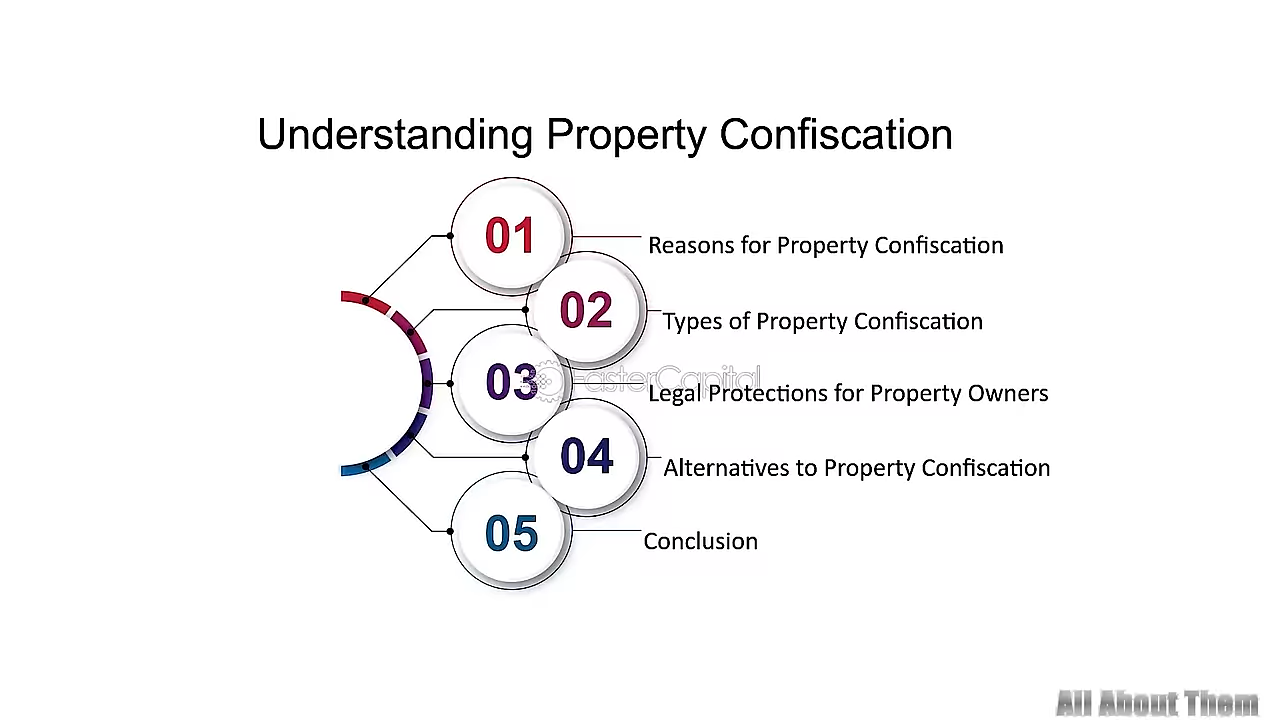 Understanding Property Confiscation
01
Reasons for Property Confiscation
02
Types of Property Confiscation
03
FasterCapital
Legal Protections for Property Owners
04
Alternatives to Property Confiscation
05
Conclusion
All About Them